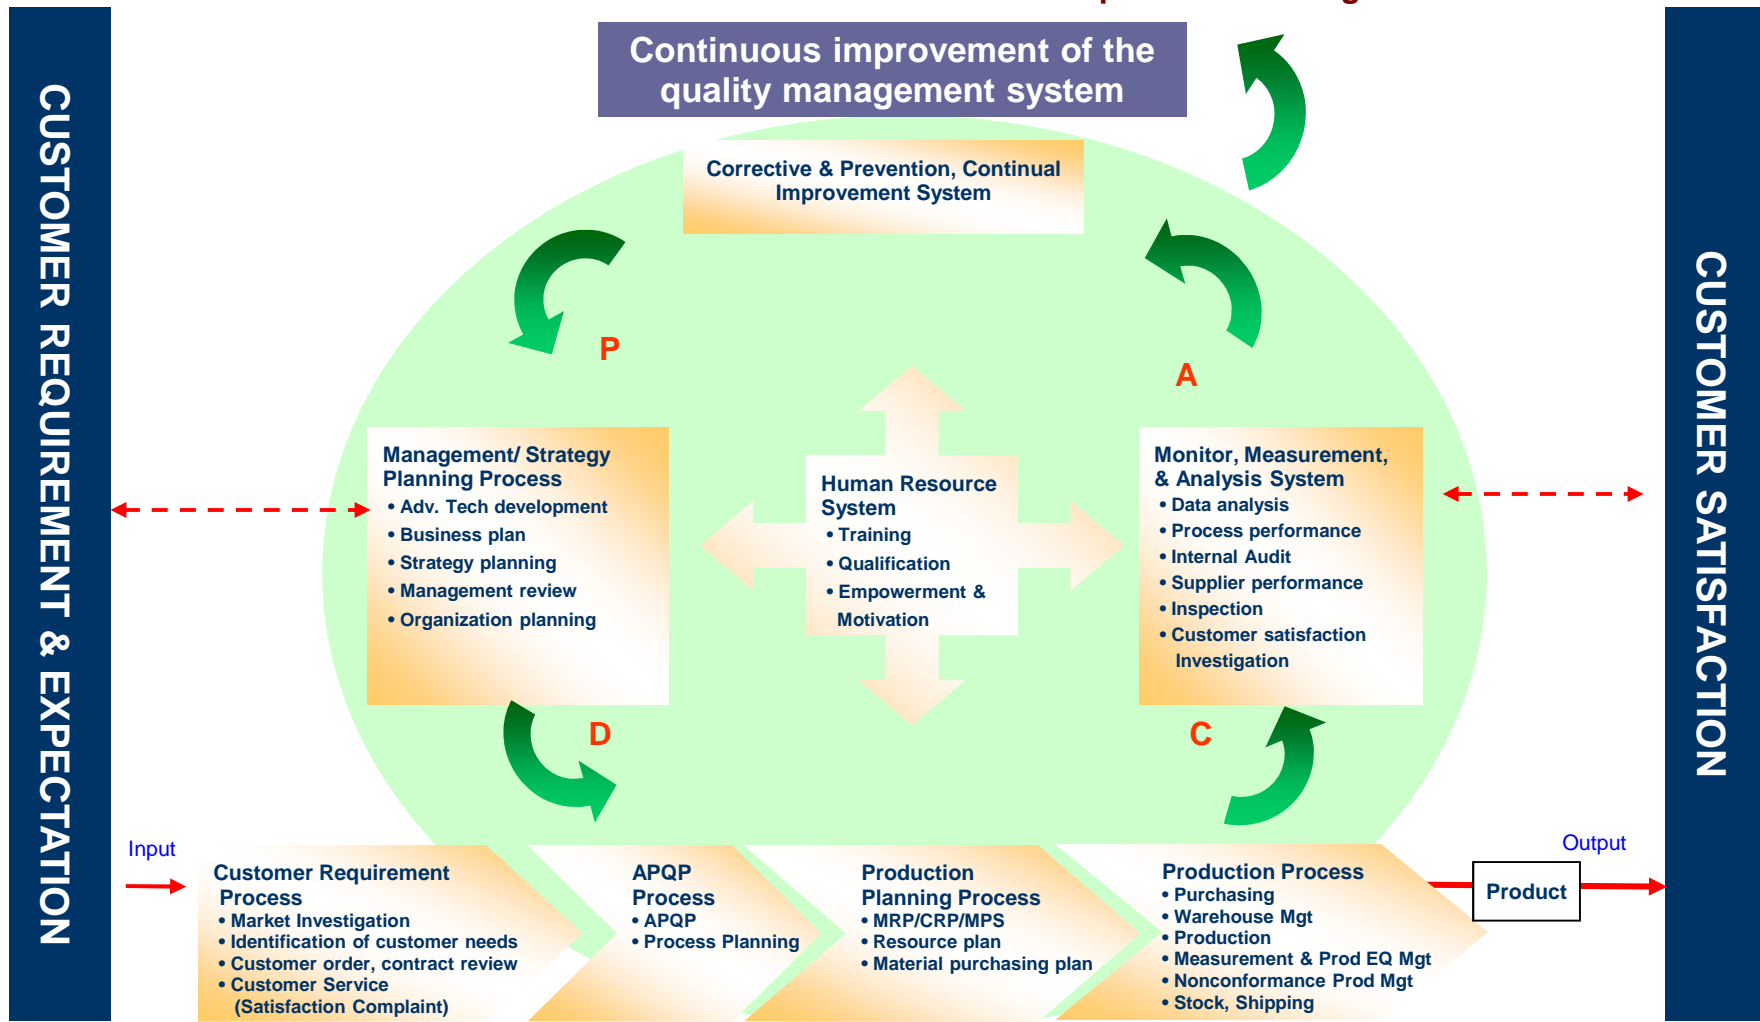 Continuous improvement of the
quality management system
CUSTOMER REQUIREMENT & EXPECTATION
CUSTOMER SATISFACTION
Corrective & Prevention, Continual
Improvement System
P
A
Management/ Strategy
Planning Process
• Adv. Tech development
• Business plan
• Strategy planning
• Management review
• Organization planning
Human Resource
System
• Training
• Qualification
• Empowerment &
Motivation
Monitor, Measurement,
& Analysis System
• Data analysis
• Process performance
• Internal Audit
• Supplier performance
• Inspection
• Customer satisfaction
Investigation
D
C
Input
Output
Customer Requirement
Process
• Market Investigation
• Identification of customer needs
• Customer order, contract review
• Customer Service
(Satisfaction Complaint)
APQP
Process
• APQP
• Process Planning
Production
Planning Process
• MRP/CRP/MPS
• Resource plan
• Material purchasing plan
Production Process
• Purchasing
• Warehouse Mgt
• Production
• Measurement & Prod EQ Mgt
• Nonconformance Prod Mgt
• Stock, Shipping
Product